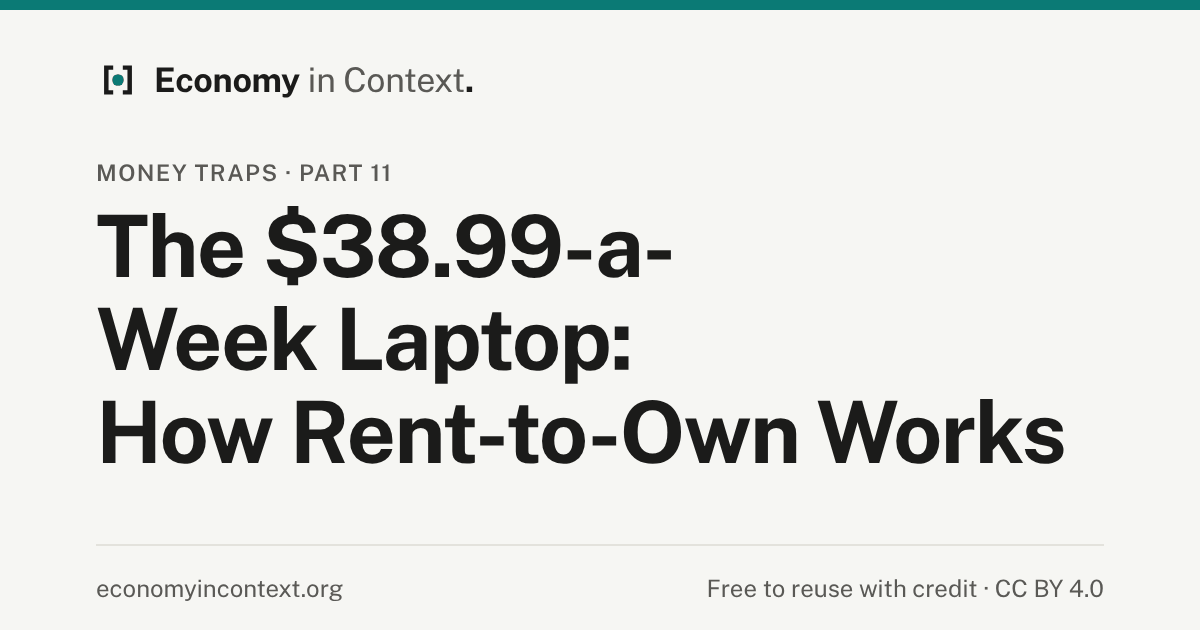 Economy in Context.
MONEY TRAPS · PART 11
The $38.99-a-
Week Laptop:
How Rent-to-Own Works
economyincontext.org
Free to reuse with credit · CC BY 4.0